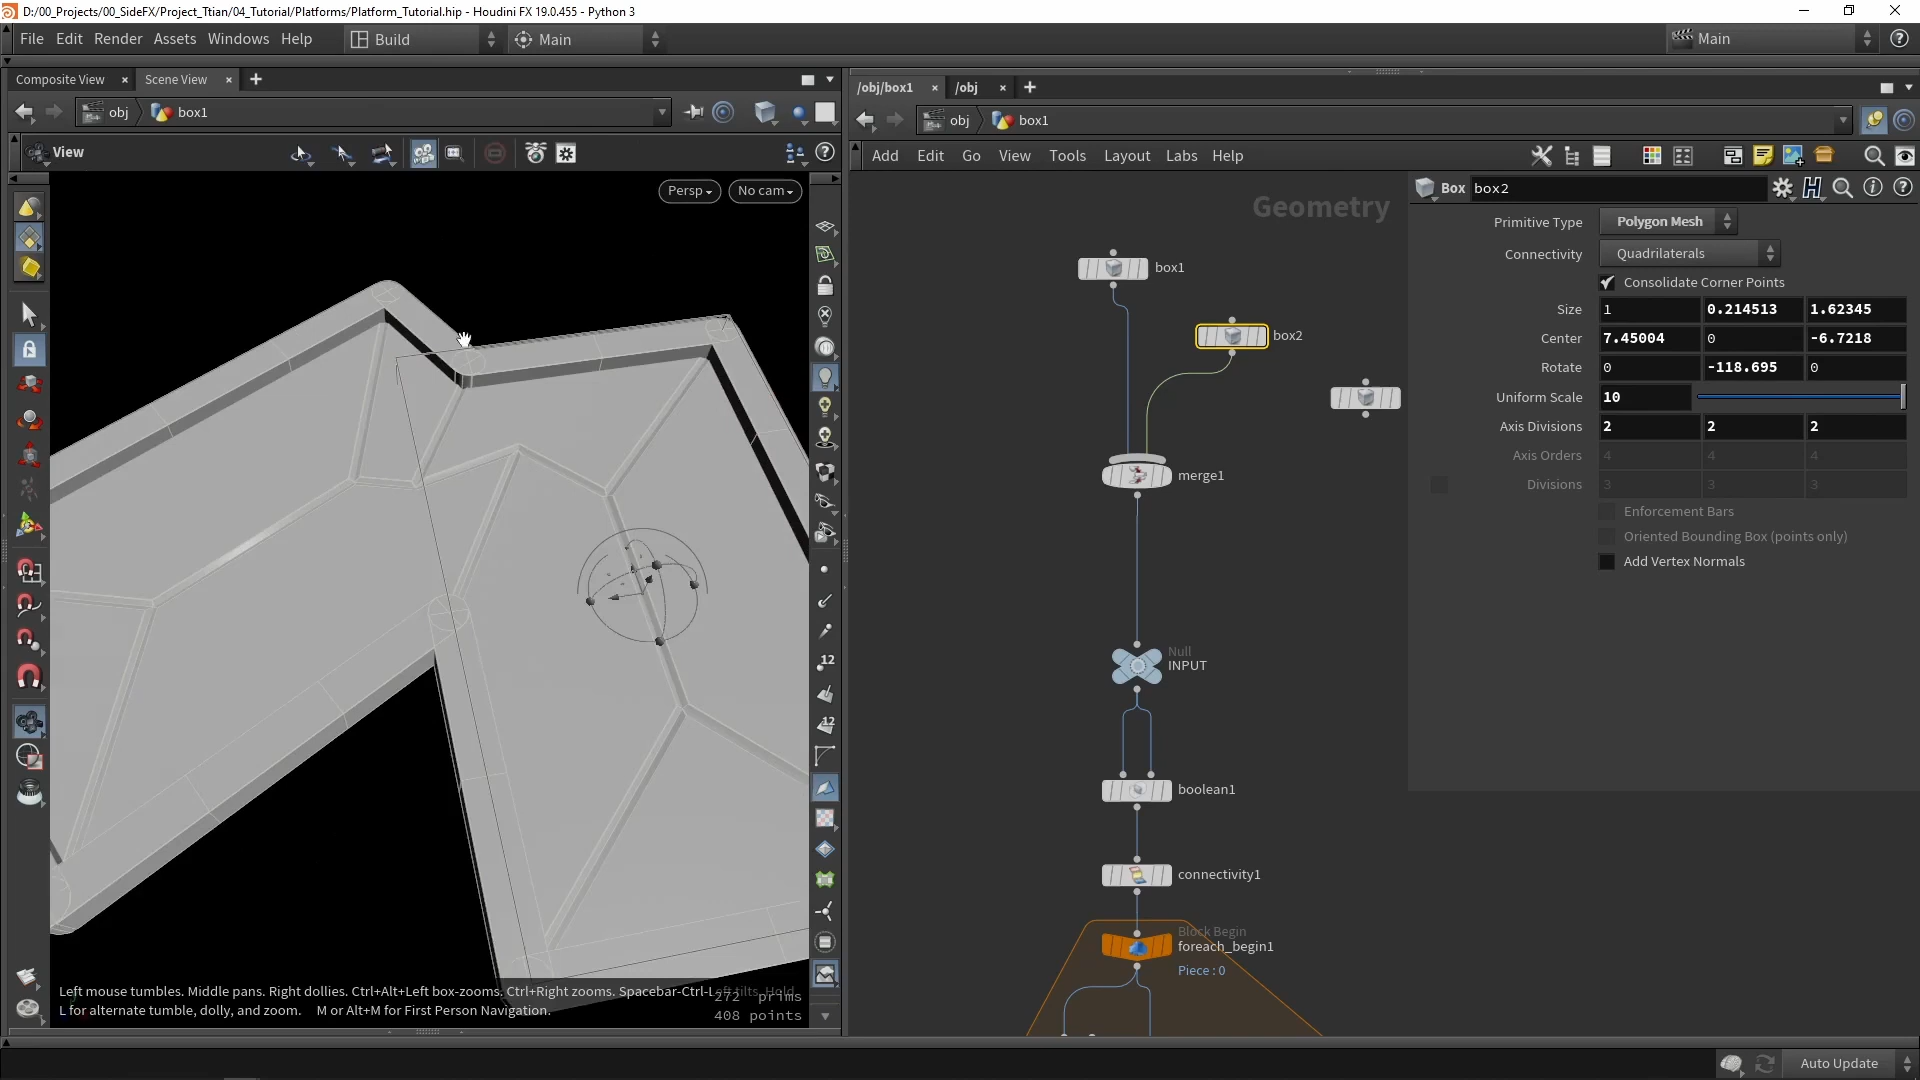 D:/00_Projects/00_SideFX/Project_Ttian/04_Tutorial/Platforms/Platform_Tutorial.hip - Houdini FX 19.0.455 - Python 3
File Edit Render Assets Windows Help
Build
Main
Main
Composite View
Scene View
obj
box1
View
Persp
No cam
12
12
Left mouse tumbles. Middle pans. Right dollies. Ctrl+Alt+Left box-zooms. Ctrl+Right zooms. Spacebar-Ctrl-Left tilts. Hold
L for alternate tumble, dolly, and zoom. M or Alt+M for First Person Navigation.
272 prims
408 points
/obj/box1
/obj
obj
box1
Add Edit Go View Tools Layout Labs Help
Geometry
box1
box2
merge1
Null
INPUT
boolean1
connectivity1
Block Begin
foreach_begin1
Piece : 0
Box box2
Primitive Type Polygon Mesh
Connectivity Quadrilaterals
Consolidate Corner Points
Size 1 0.214513 1.62345
Center 7.45004 0 -6.7218
Rotate 0 -118.695 0
Uniform Scale 10
Axis Divisions 2 2 2
Axis Orders 4 4 4
Divisions 3 3 3
Enforcement Bars
Oriented Bounding Box (points only)
Add Vertex Normals
Auto Update